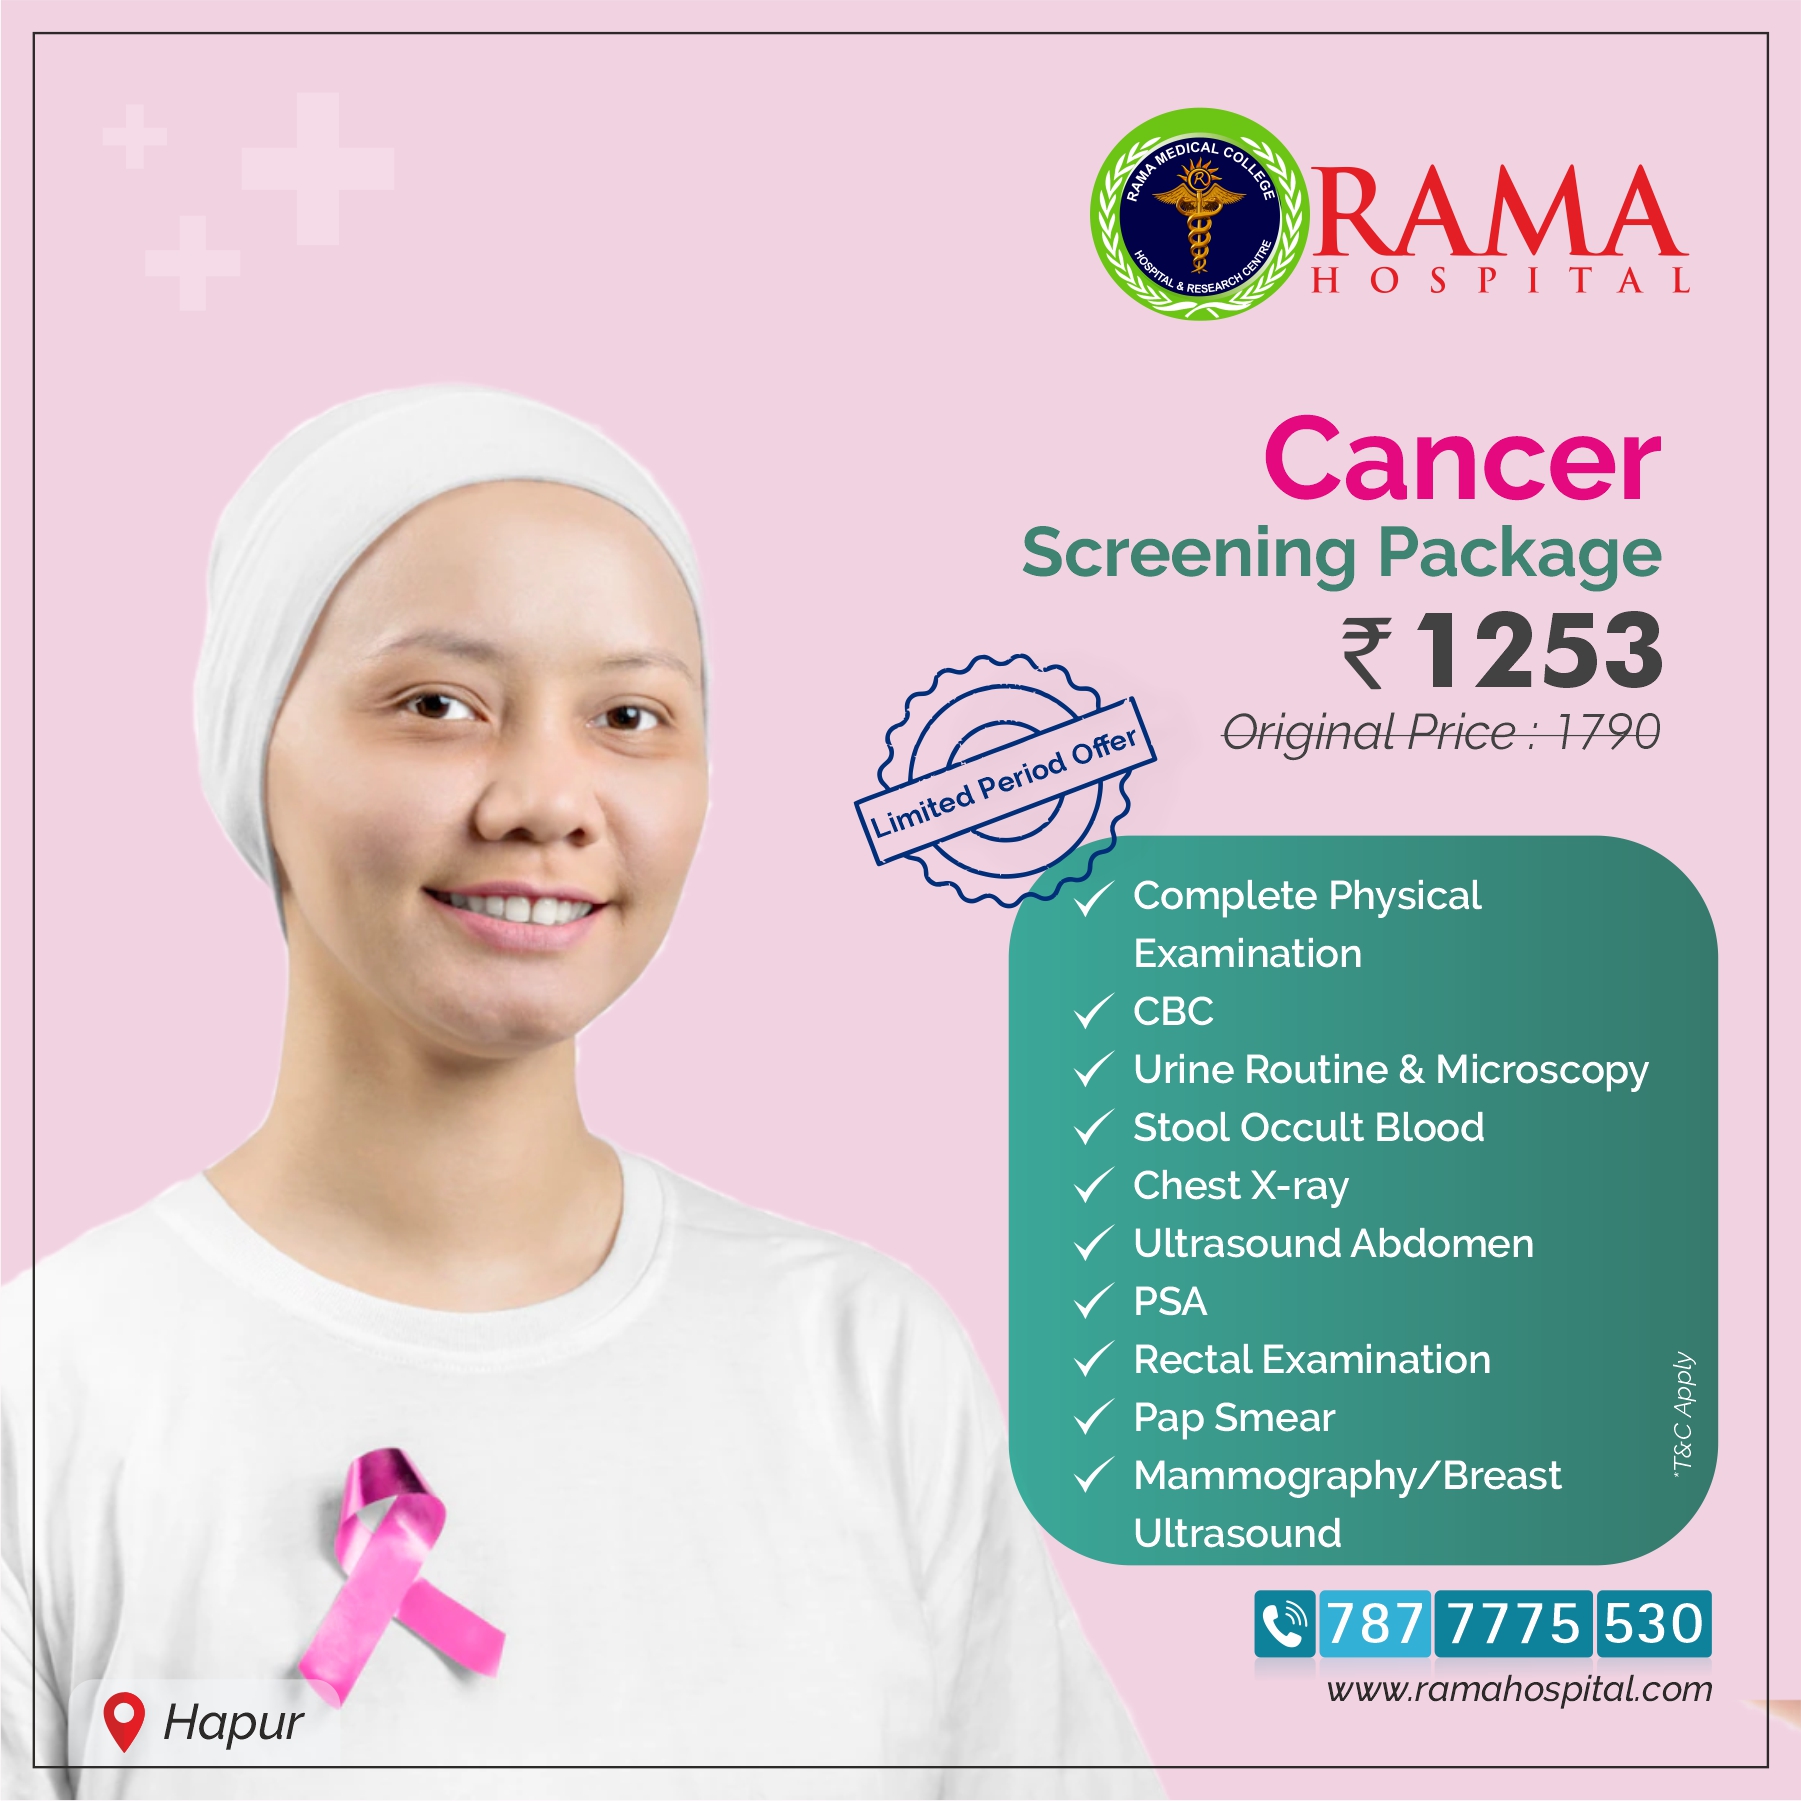 RAMA MEDICAL COLLEGE
HOSPITAL & RESEARCH CENTRE
R
RAMA
HOSPITAL
Cancer
Screening Package
₹ 1253
Original Price : 1790
Limited Period Offer
Complete Physical
Examination
CBC
Urine Routine & Microscopy
Stool Occult Blood
Chest X-ray
Ultrasound Abdomen
PSA
Rectal Examination
Pap Smear
Mammography/Breast
Ultrasound
*T&C Apply
787 7775 530
www.ramahospital.com
Hapur